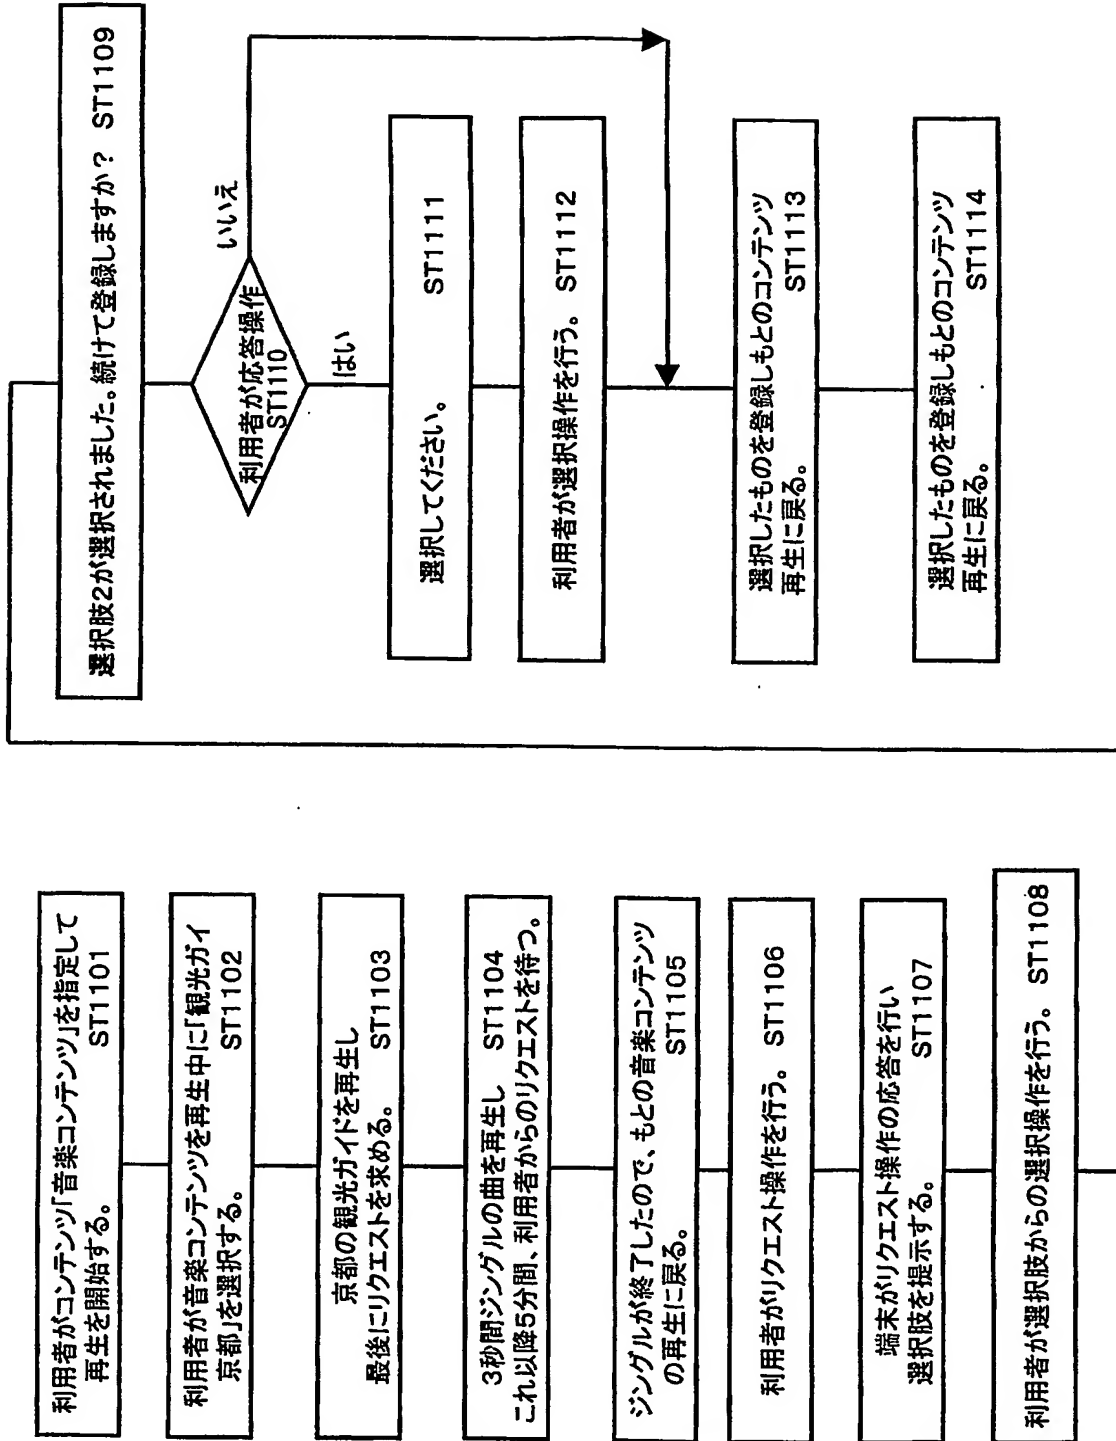 利用者がコンテンツ「音楽コンテンツ」を指定して
再生を開始する。 ST1101
利用者が音楽コンテンツを再生中に「観光ガイ
京都」を選択する。 ST1102
京都の観光ガイドを再生し
最後にリクエストを求める。 ST1103
3秒間ジングルの曲を再生し ST1104
これ以降5分間、利用者からのリクエストを待つ。
ジングルが終了したので、もとの音楽コンテンツ
の再生に戻る。 ST1105
利用者がリクエスト操作を行う。 ST1106
端末がリクエスト操作の応答を行い
選択肢を提示する。 ST1107
利用者が選択肢からの選択操作を行う。 ST1108
選択肢2が選択されました。続けて登録しますか? ST1109
利用者が応答操作
ST1110
いいえ
はい
選択してください。 ST1111
利用者が選択操作を行う。 ST1112
選択したものを登録しもとのコンテンツ
再生に戻る。 ST1113
選択したものを登録しもとのコンテンツ
再生に戻る。 ST1114